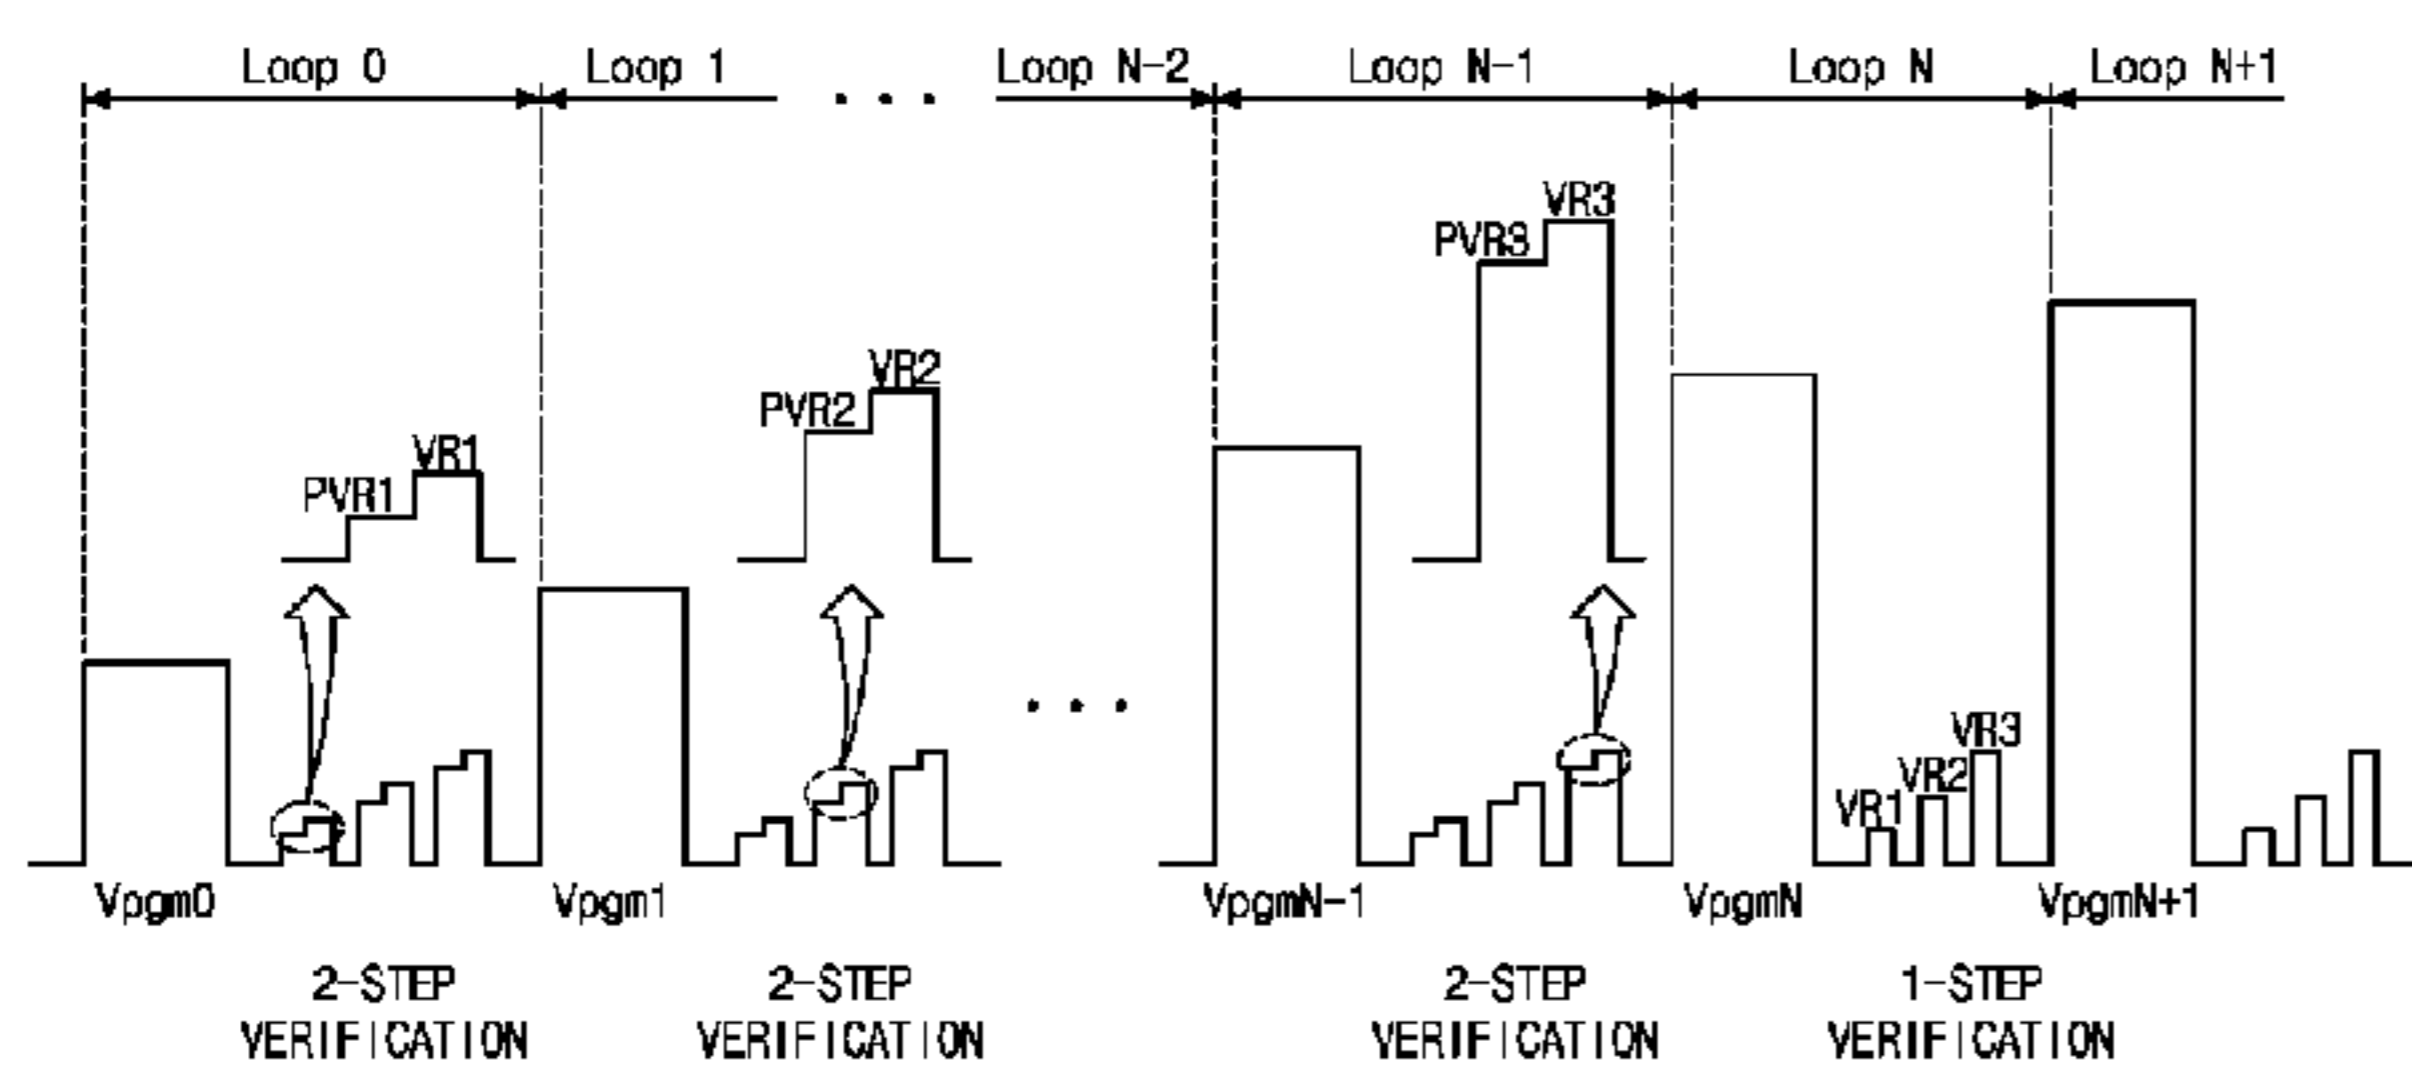 Loop 0 Loop 1 Loop N-2 Loop N-1 Loop N Loop N+1
VR3
PVR3
VR2
PVR2
VR1
PVR1
VR3
VR2
VR1
Vpgm0 Vpgm1 VpgmN-1 VpgmN VpgmN+1
2-STEP 2-STEP 2-STEP 1-STEP
VERIFICATION VERIFICATION VERIFICATION VERIFICATION